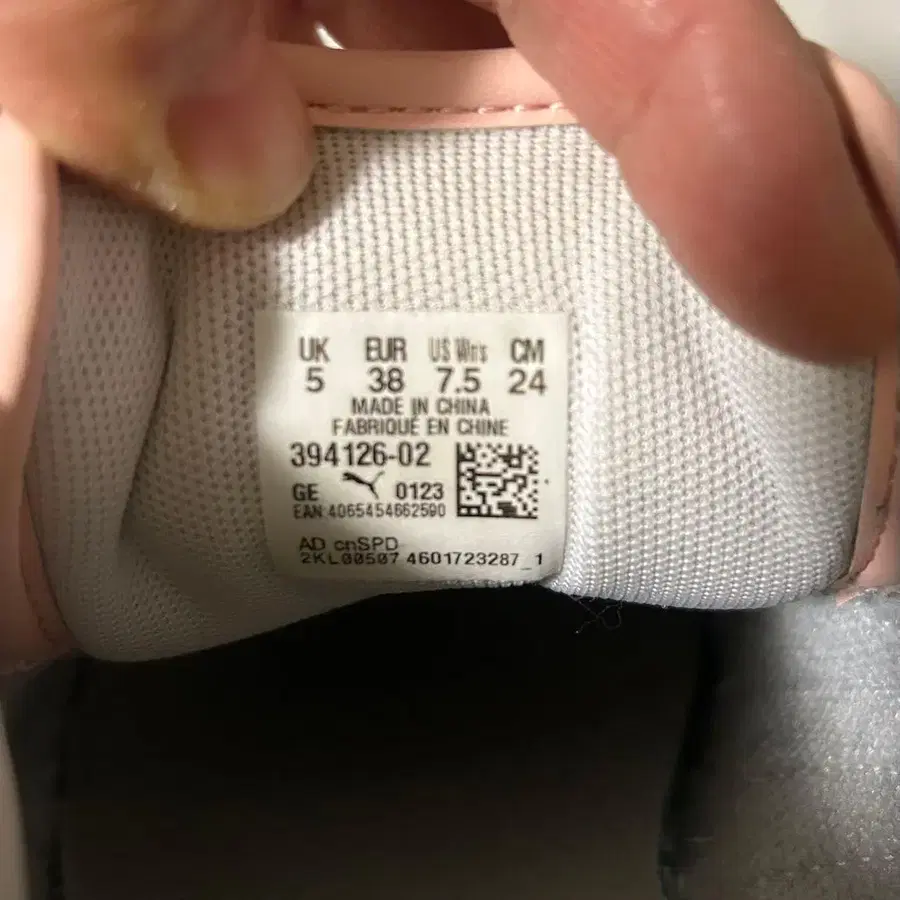 UK EUR US Wn's CM
5 38 7.5 24
MADE IN CHINA
FABRIQUÉ EN CHINE
394126-02
GE 0123
EAN:4065454662590
AD cnSPD
2KL00507 4601723287_1